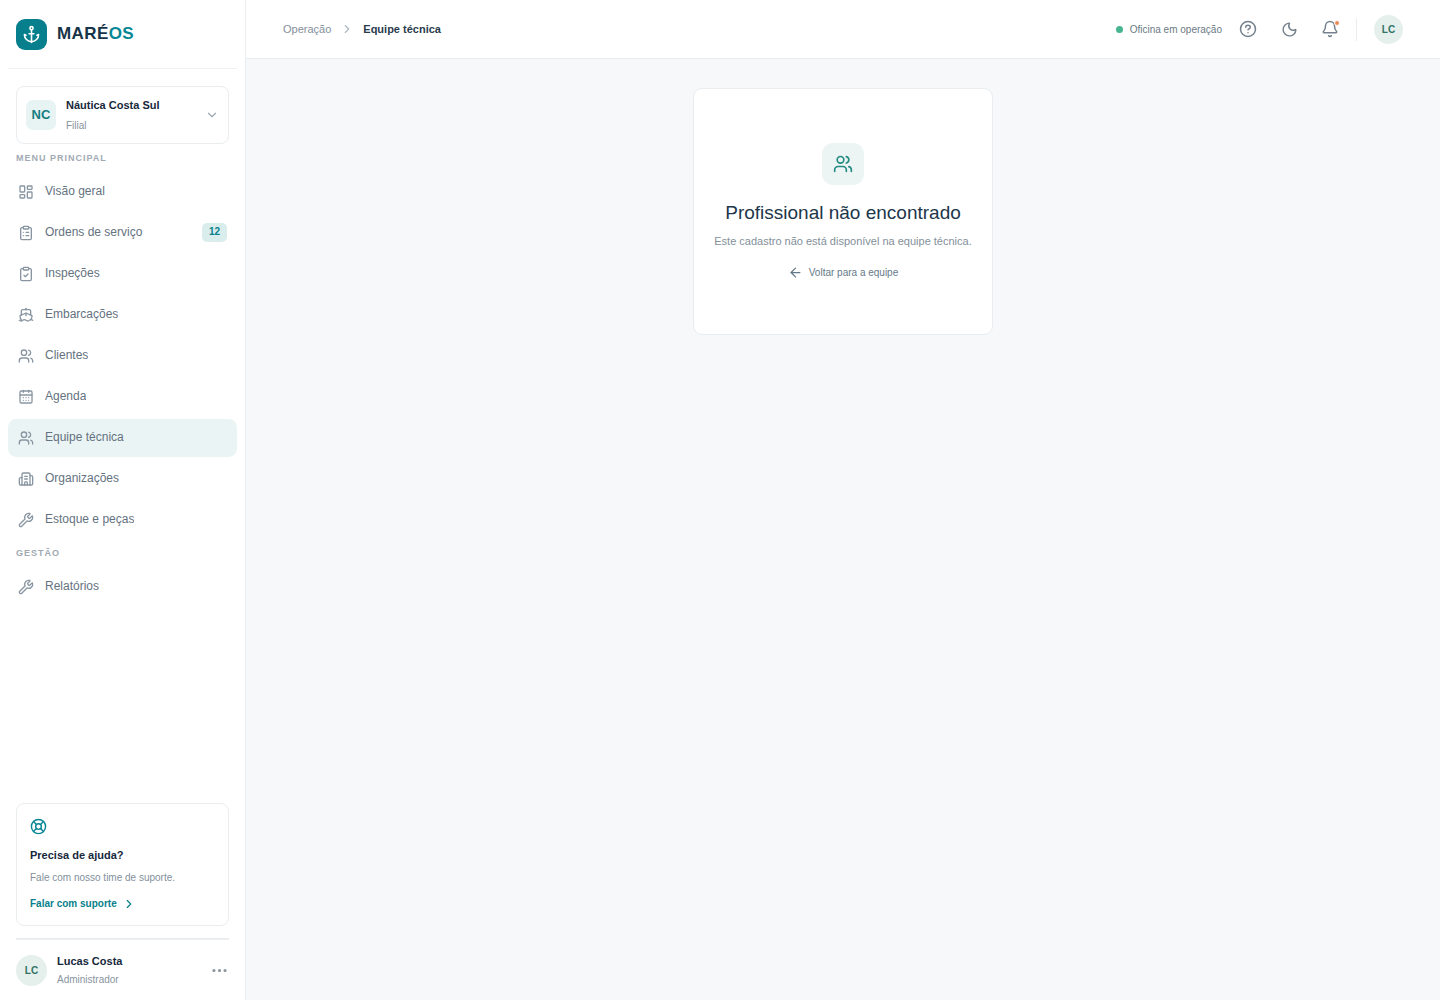 MARÉOS
NC
Náutica Costa Sul
Filial
MENU PRINCIPAL
Visão geral
Ordens de serviço
12
Inspeções
Embarcações
Clientes
Agenda
Equipe técnica
Organizações
Estoque e peças
GESTÃO
Relatórios
Precisa de ajuda?
Fale com nosso time de suporte.
Falar com suporte
LC
Lucas Costa
Administrador
Operação
Equipe técnica
Oficina em operação
LC
Profissional não encontrado
Este cadastro não está disponível na equipe técnica.
Voltar para a equipe